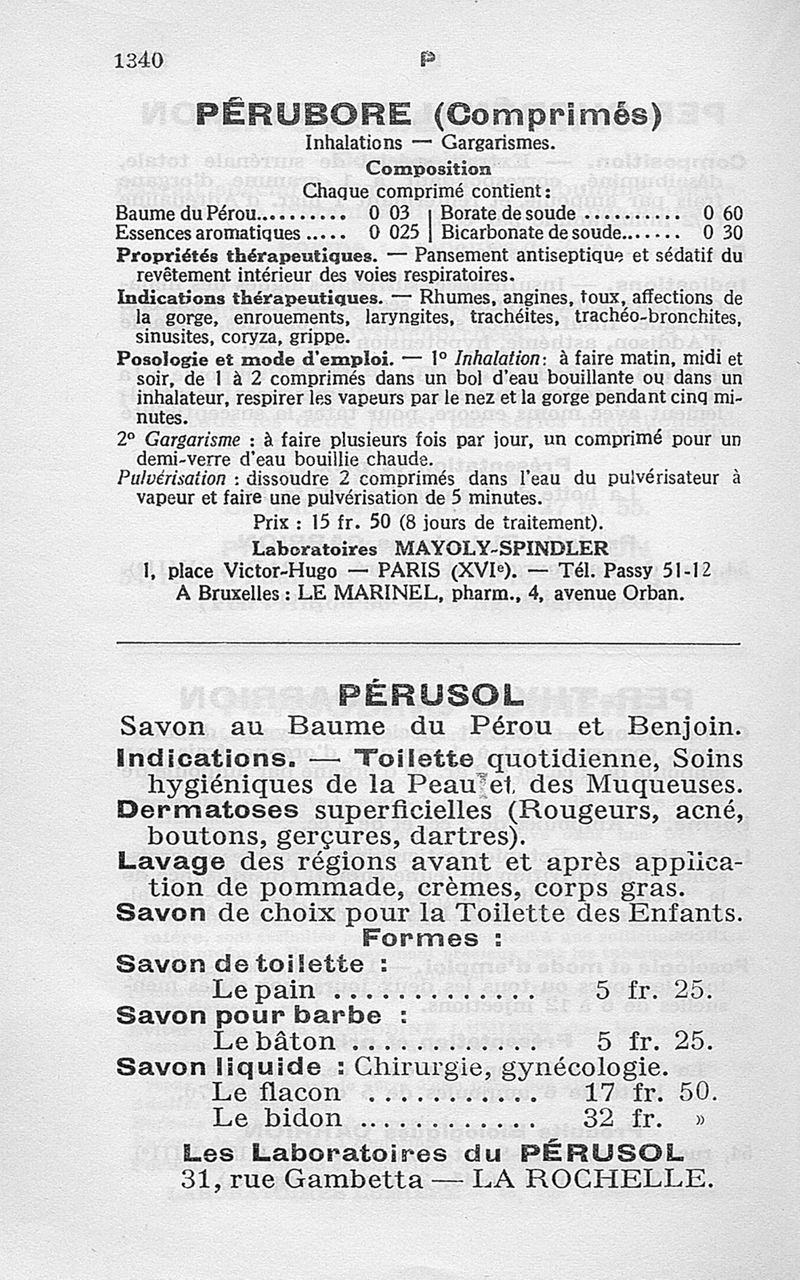 1340
P
PÉRUBORE (Comprimés)
Inhalations — Gargarismes.
Composition
Chaque comprimé contient :
Baume du Pérou.......... 0 03 | Borate de soude .......... 0 60
Essences aromatiques ..... 0 025 | Bicarbonate de soude....... 0 30
Propriétés thérapeutiques. — Pansement antiseptique et sédatif du
revêtement intérieur des voies respiratoires.
Indications thérapeutiques. — Rhumes, angines, toux, affections de
la gorge, enrouements, laryngites, trachéites, trachéo-bronchites,
sinusites, coryza, grippe.
Posologie et mode d'emploi. — 1º Inhalation : à faire matin, midi et
soir, de 1 à 2 comprimés dans un bol d'eau bouillante ou dans un
inhalateur, respirer les vapeurs par le nez et la gorge pendant cinq mi-
nutes.
2º Gargarisme : à faire plusieurs fois par jour, un comprimé pour un
demi-verre d'eau bouillie chaude.
Pulvérisation : dissoudre 2 comprimés dans l'eau du pulvérisateur à
vapeur et faire une pulvérisation de 5 minutes.
Prix : 15 fr. 50 (8 jours de traitement).
Laboratoires MAYOLY-SPINDLER
1, place Victor-Hugo — PARIS (XVIe). — Tél. Passy 51-12
A Bruxelles : LE MARINEL, pharm., 4, avenue Orban.
PÉRUSOL
Savon au Baume du Pérou et Benjoin.
Indications. — Toilette quotidienne, Soins
hygiéniques de la Peau et des Muqueuses.
Dermatoses superficielles (Rougeurs, acné,
boutons, gerçures, dartres).
Lavage des régions avant et après applica-
tion de pommade, crèmes, corps gras.
Savon de choix pour la Toilette des Enfants.
Formes :
Savon de toilette :
Le pain .............. 5 fr. 25.
Savon pour barbe :
Le bâton ............ 5 fr. 25.
Savon liquide : Chirurgie, gynécologie.
Le flacon ........... 17 fr. 50.
Le bidon ............ 32 fr. »
Les Laboratoires du PÉRUSOL
31, rue Gambetta — LA ROCHELLE.